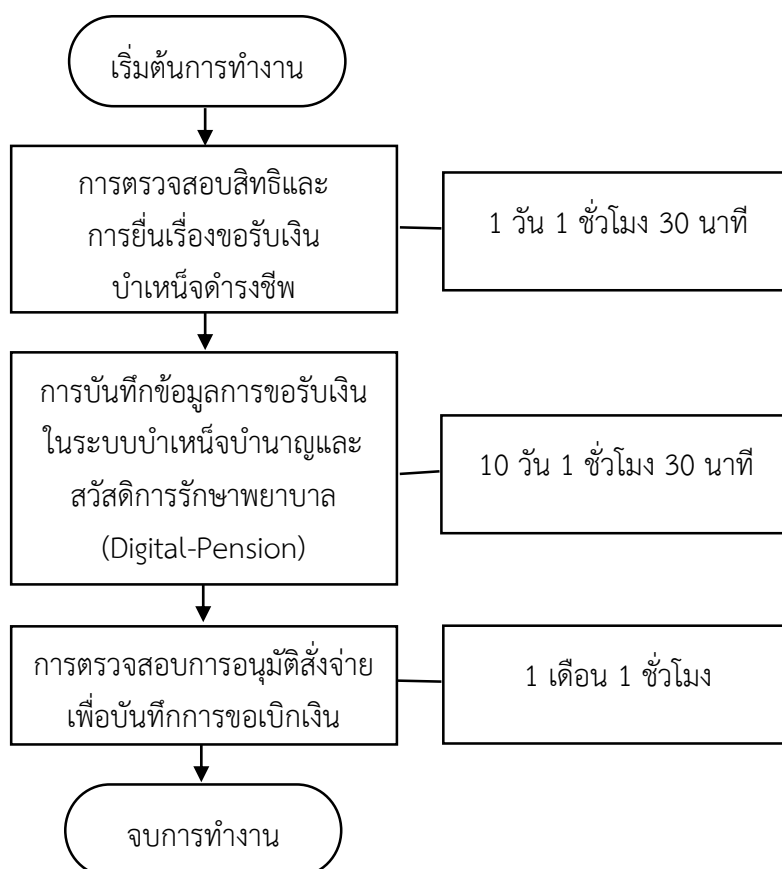 เริ่มต้นการทำงาน
การตรวจสอบสิทธิและ
การยื่นเรื่องขอรับเงิน
บำเหน็จดำรงชีพ
1 วัน 1 ชั่วโมง 30 นาที
การบันทึกข้อมูลการขอรับเงิน
ในระบบบำเหน็จบำนาญและ
สวัสดิการรักษาพยาบาล
(Digital-Pension)
10 วัน 1 ชั่วโมง 30 นาที
การตรวจสอบการอนุมัติสั่งจ่าย
เพื่อบันทึกการขอเบิกเงิน
1 เดือน 1 ชั่วโมง
จบการทำงาน